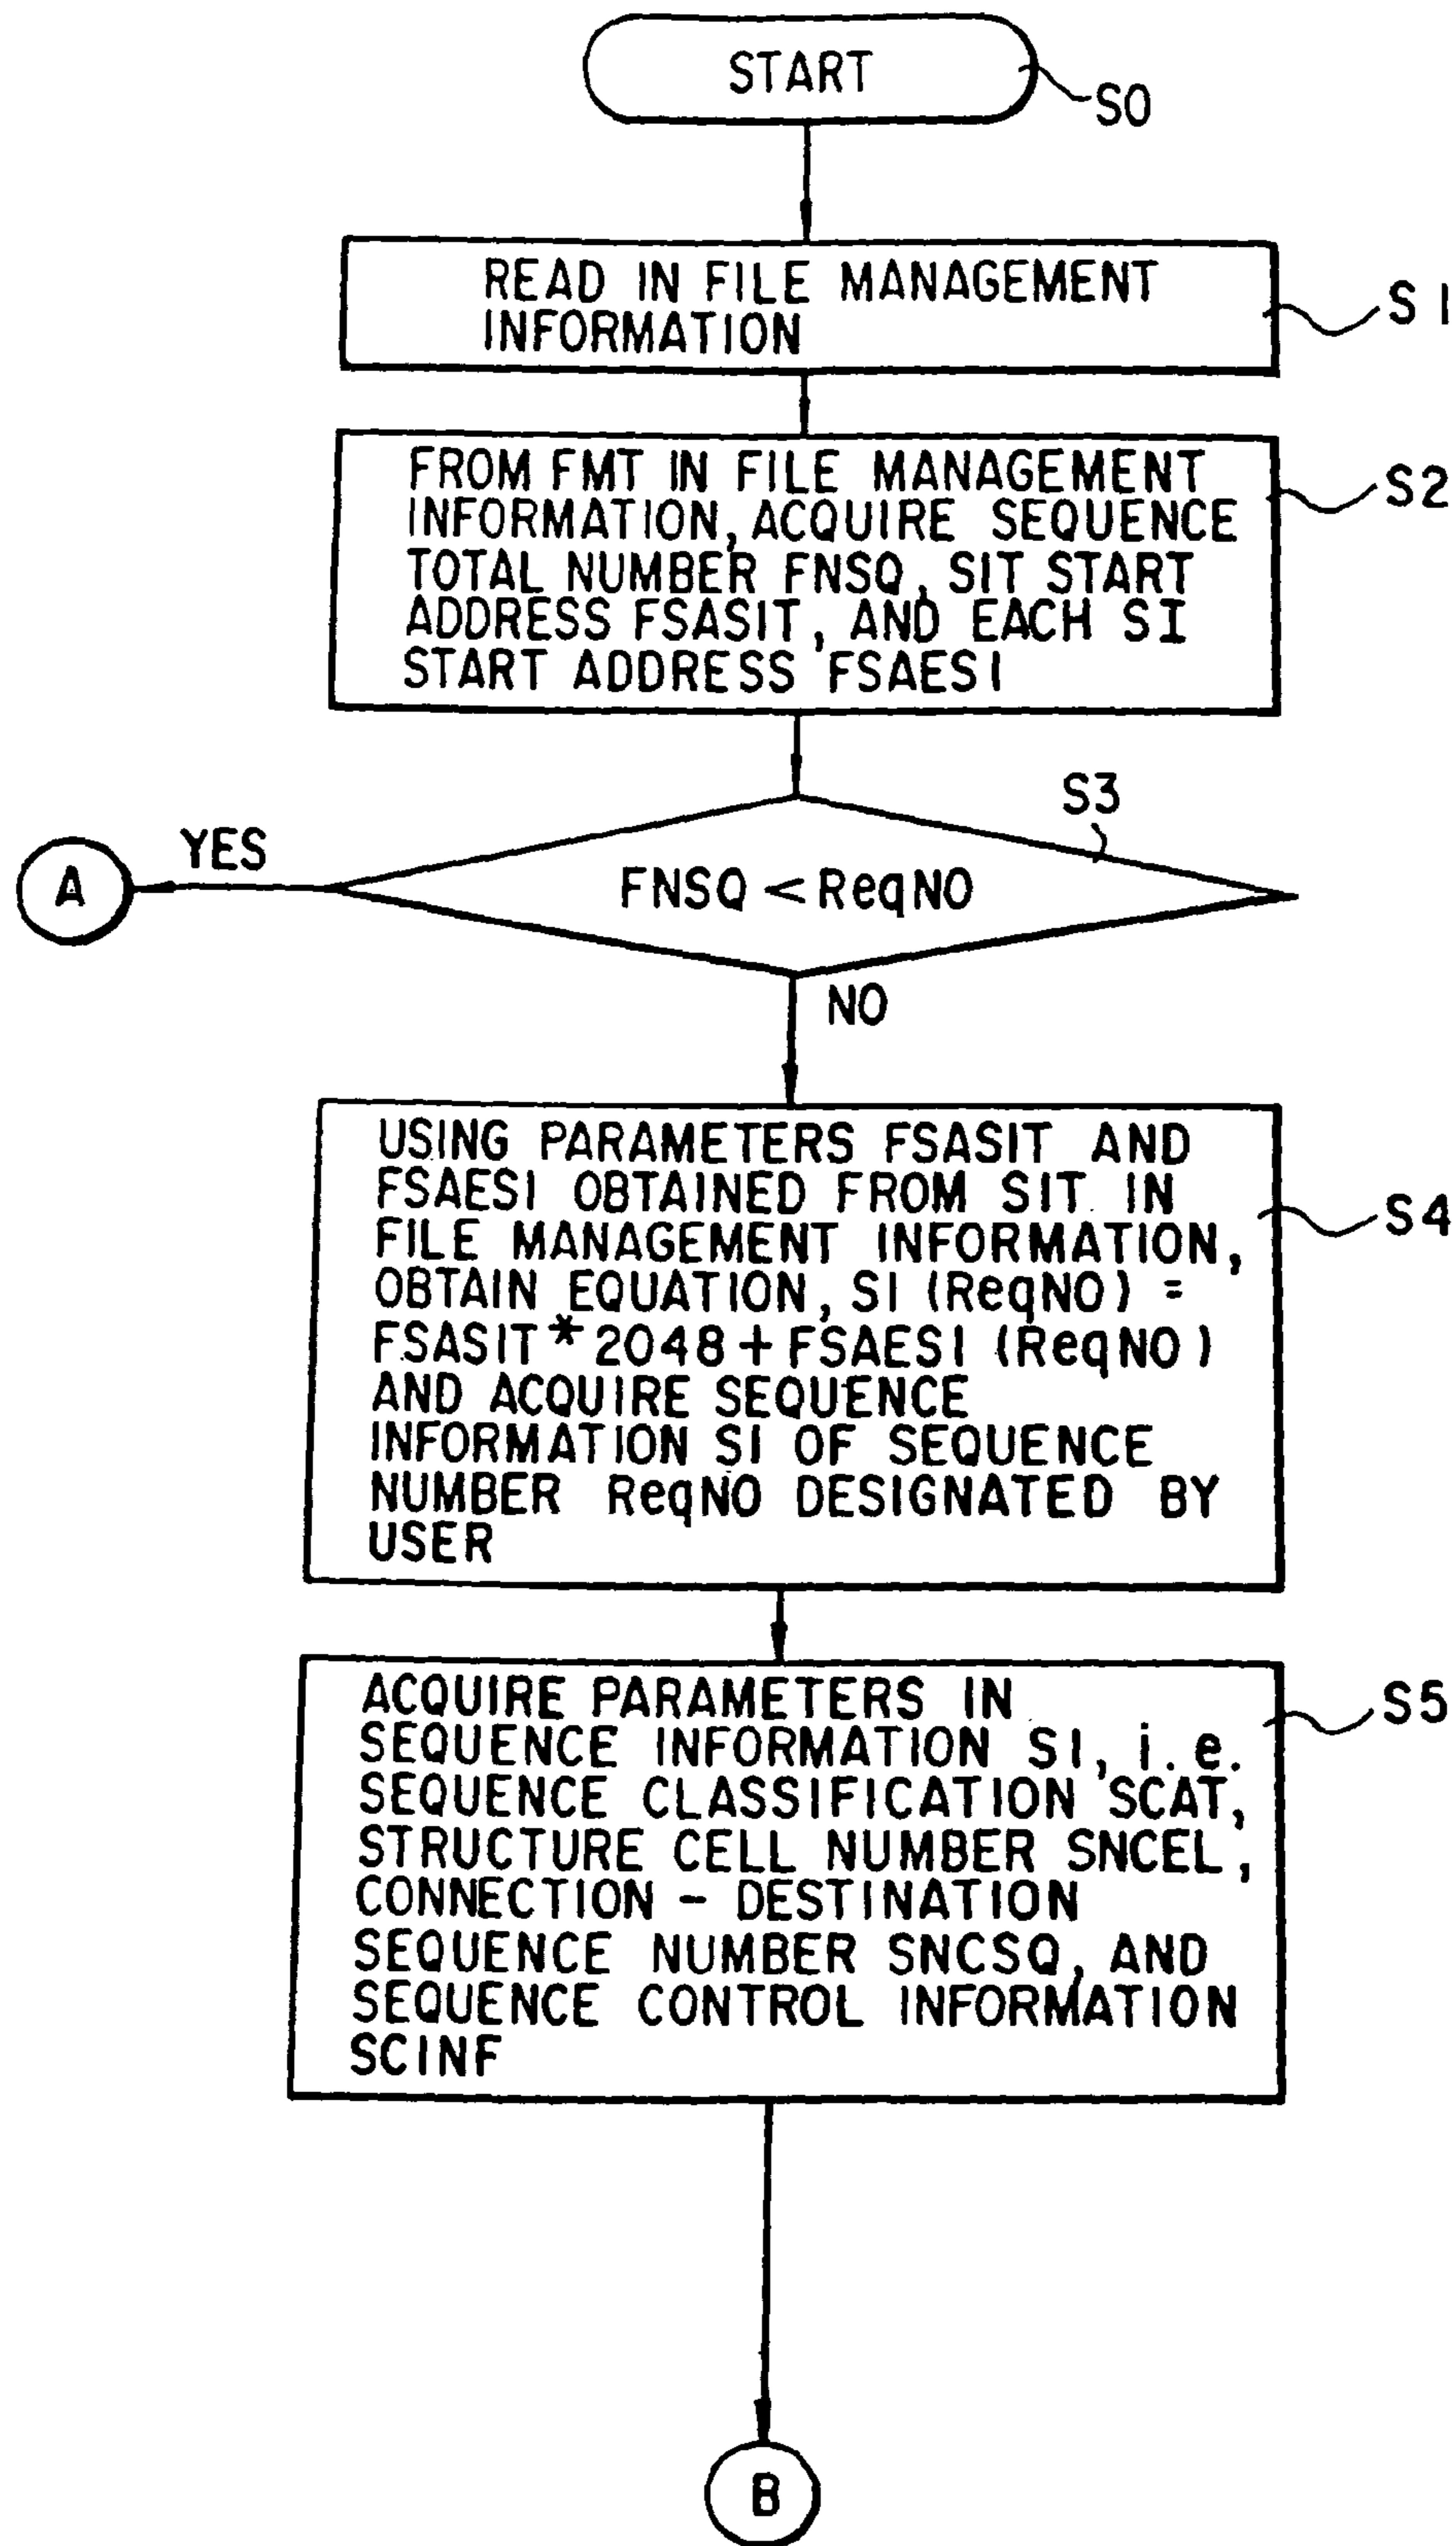 START
S0
READ IN FILE MANAGEMENT
INFORMATION
S1
FROM FMT IN FILE MANAGEMENT
INFORMATION, ACQUIRE SEQUENCE
TOTAL NUMBER FNSQ, SIT START
ADDRESS FSASIT, AND EACH SI
START ADDRESS FSAESI
S2
S3
YES
A
FNSQ < ReqNO
NO
USING PARAMETERS FSASIT AND
FSAESI OBTAINED FROM SIT IN
FILE MANAGEMENT INFORMATION,
OBTAIN EQUATION, SI (ReqNO) =
FSASIT * 2048 + FSAESI (ReqNO)
AND ACQUIRE SEQUENCE
INFORMATION SI OF SEQUENCE
NUMBER ReqNO DESIGNATED BY
USER
S4
ACQUIRE PARAMETERS IN
SEQUENCE INFORMATION SI, i.e.
SEQUENCE CLASSIFICATION SCAT,
STRUCTURE CELL NUMBER SNCEL,
CONNECTION - DESTINATION
SEQUENCE NUMBER SNCSQ, AND
SEQUENCE CONTROL INFORMATION
SCINF
S5
B